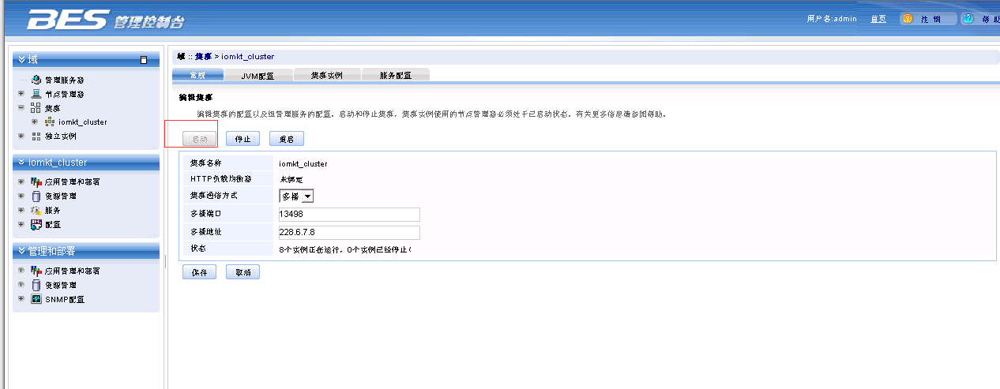 BES 管理控制台
用户名:admin 首页 注 销 帮 助
域
管理服务器
节点管理器
集群
iomkt_cluster
独立实例
iomkt_cluster
应用管理和部署
资源管理
服务
配置
管理和部署
应用管理和部署
资源管理
SNMP配置
域 :: 集群 > iomkt_cluster
常规 JVM配置 集群实例 服务配置
编辑集群
编辑集群的配置以及组管理服务的配置。启动和停止集群，集群实例使用的节点管理器必须处于已启动状态。有关更多信息请参阅帮助。
启动 停止 重启
集群名称 iomkt_cluster
HTTP负载均衡器 未绑定
集群通信方式 多播
多播端口 13498
多播地址 228.6.7.8
状态 8个实例正在运行，0个实例已经停止(
保存 取消